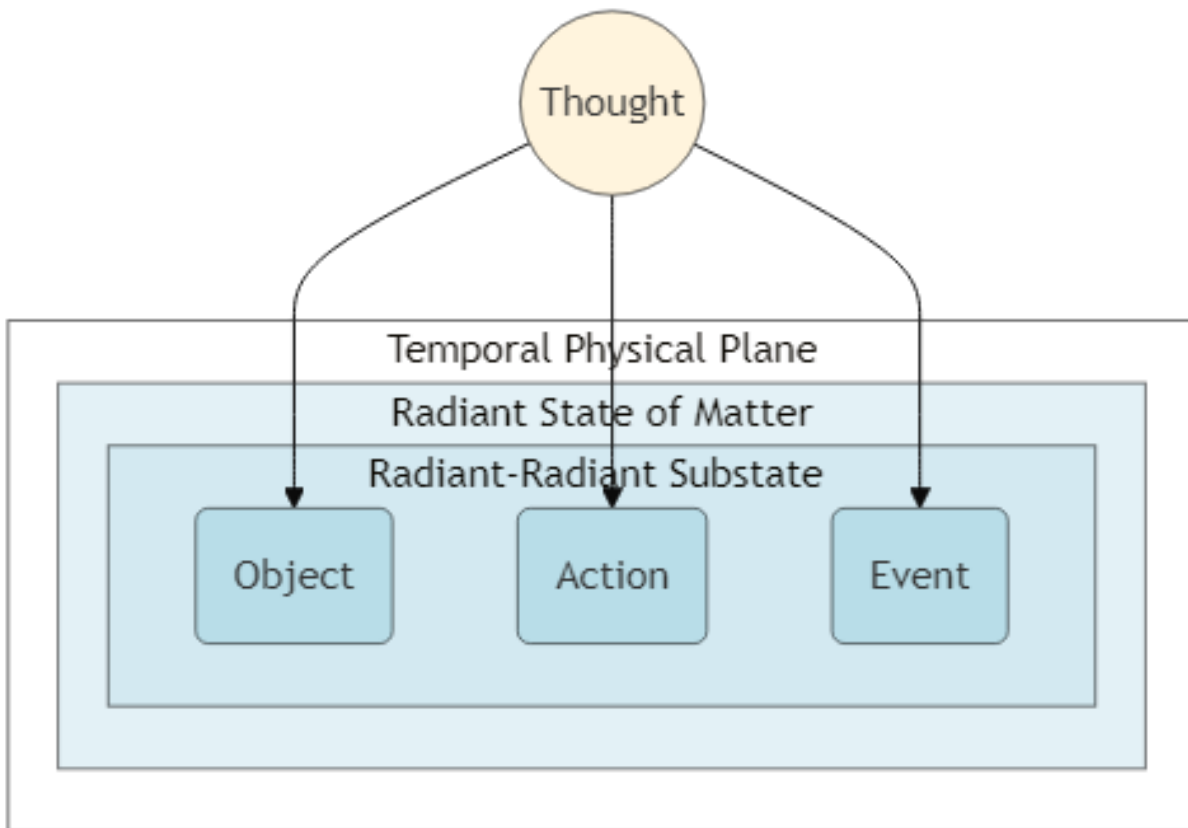 Thought
Temporal Physical Plane
Radiant State of Matter
Radiant-Radiant Substate
Object
Action
Event